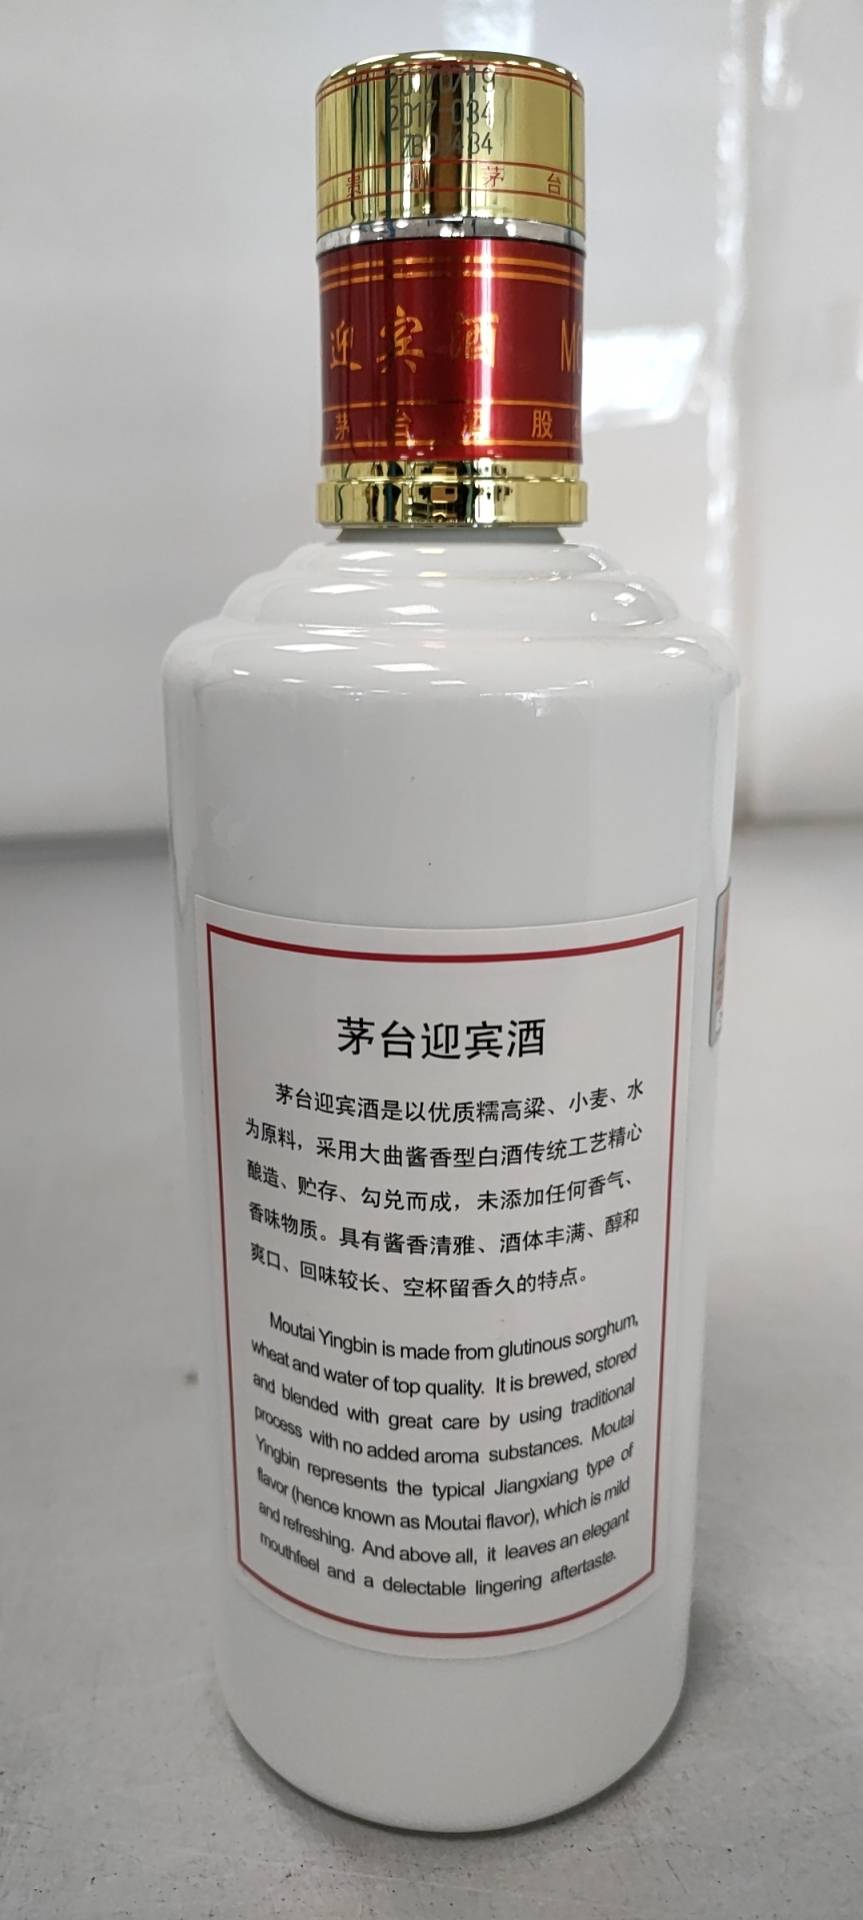 2017-034
贵州茅台
迎宾酒 MO
茅台酒股
茅台迎宾酒
茅台迎宾酒是以优质糯高粱、小麦、水
为原料，采用大曲酱香型白酒传统工艺精心
酿造、贮存、勾兑而成，未添加任何香气、
香味物质。具有酱香清雅、酒体丰满、醇和
爽口、回味较长、空杯留香久的特点。
Moutai Yingbin is made from glutinous sorghum,
wheat and water of top quality. It is brewed, stored
and blended with great care by using traditional
process with no added aroma substances. Moutai
Yingbin represents the typical Jiangxiang type of
flavor (hence known as Moutai flavor), which is mild
and refreshing. And above all, it leaves an elegant
mouthfeel and a delectable lingering aftertaste.